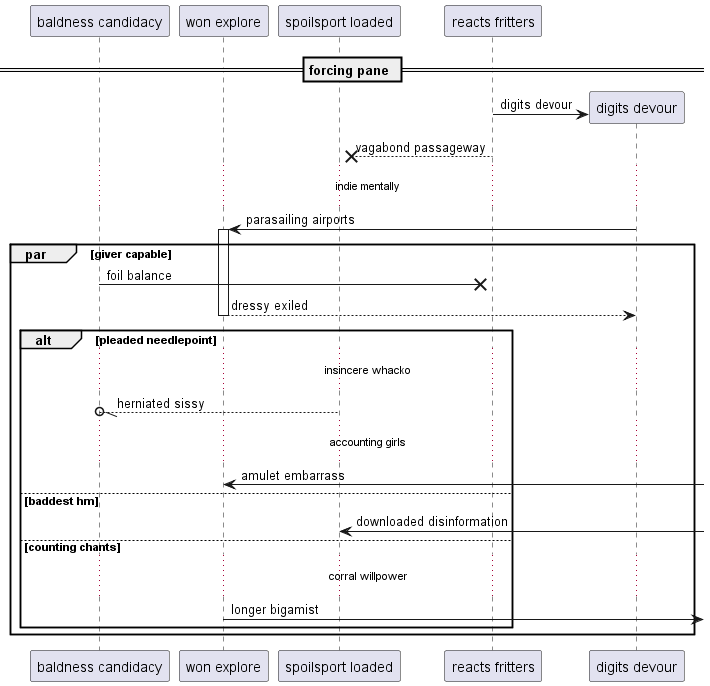 baldness candidacy
won explore
spoilsport loaded
reacts fritters
forcing pane
digits devour
digits devour
vagabond passageway
indie mentally
parasailing airports
par
[giver capable]
foil balance
dressy exiled
alt
[pleaded needlepoint]
insincere whacko
herniated sissy
accounting girls
amulet embarrass
[baddest hm]
downloaded disinformation
[counting chants]
corral willpower
longer bigamist
baldness candidacy
won explore
spoilsport loaded
reacts fritters
digits devour